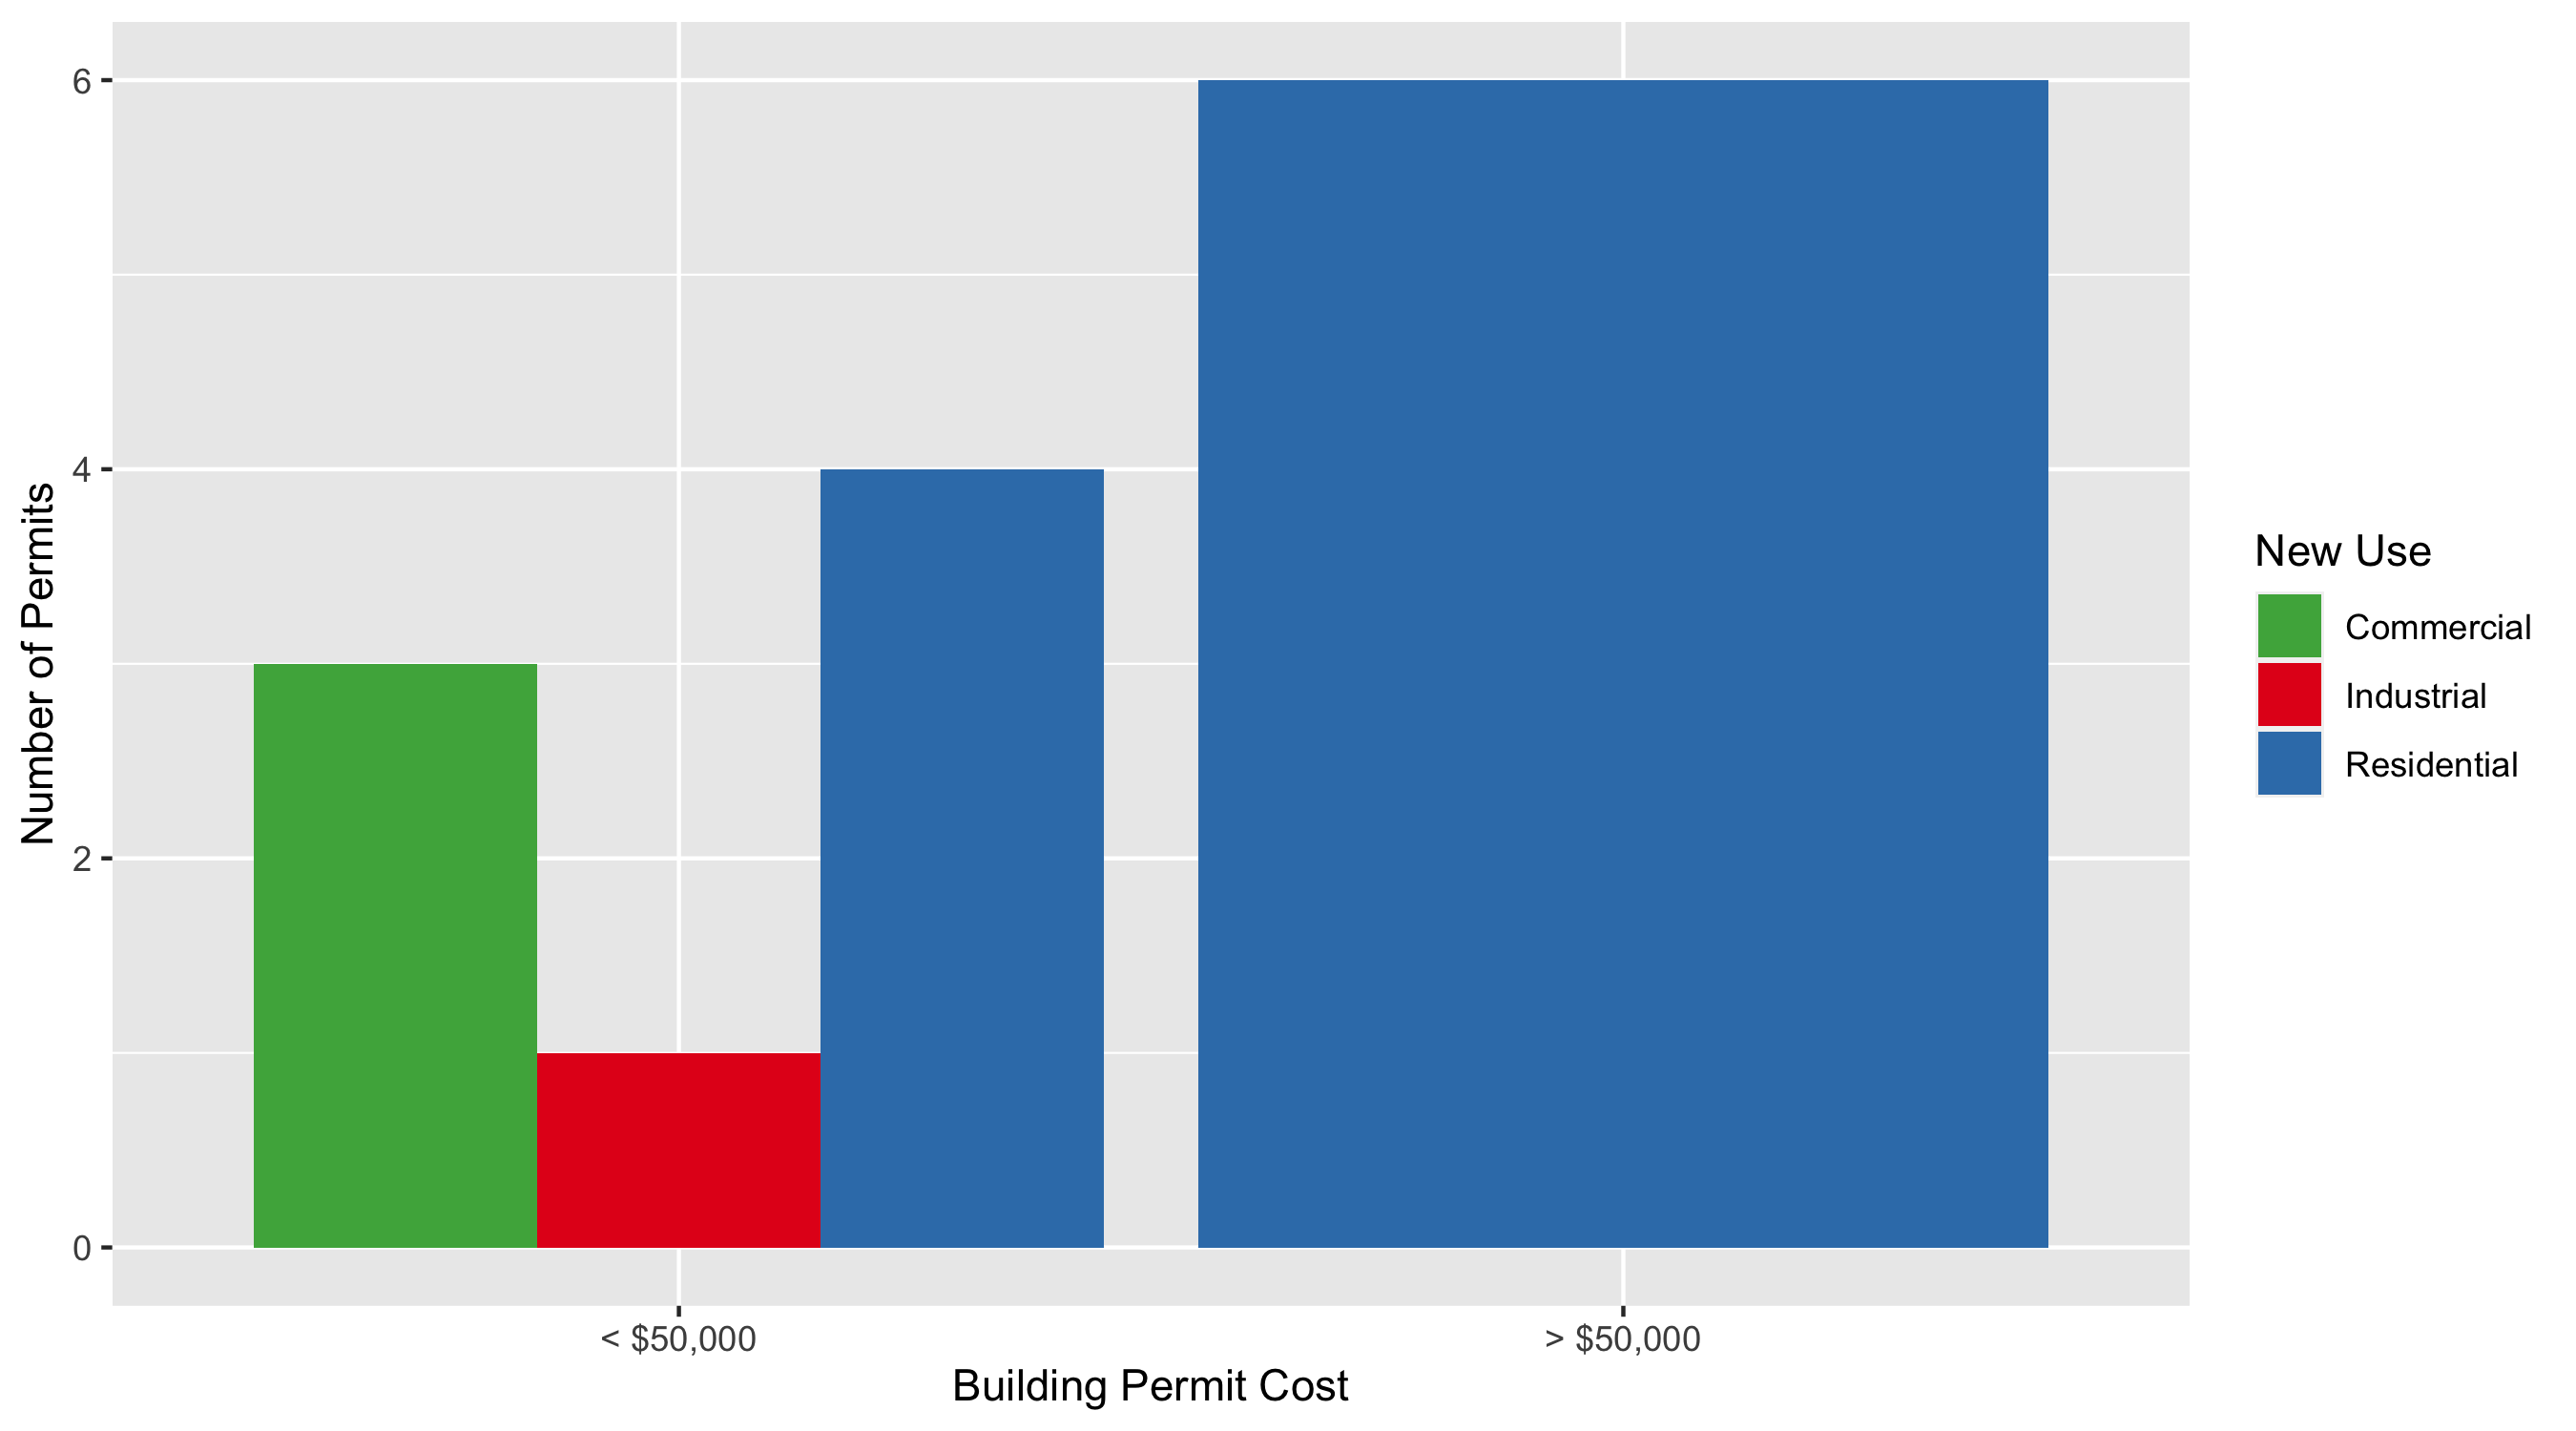 6
4
2
0
Number of Permits
< $50,000
> $50,000
Building Permit Cost
New Use
Commercial
Industrial
Residential